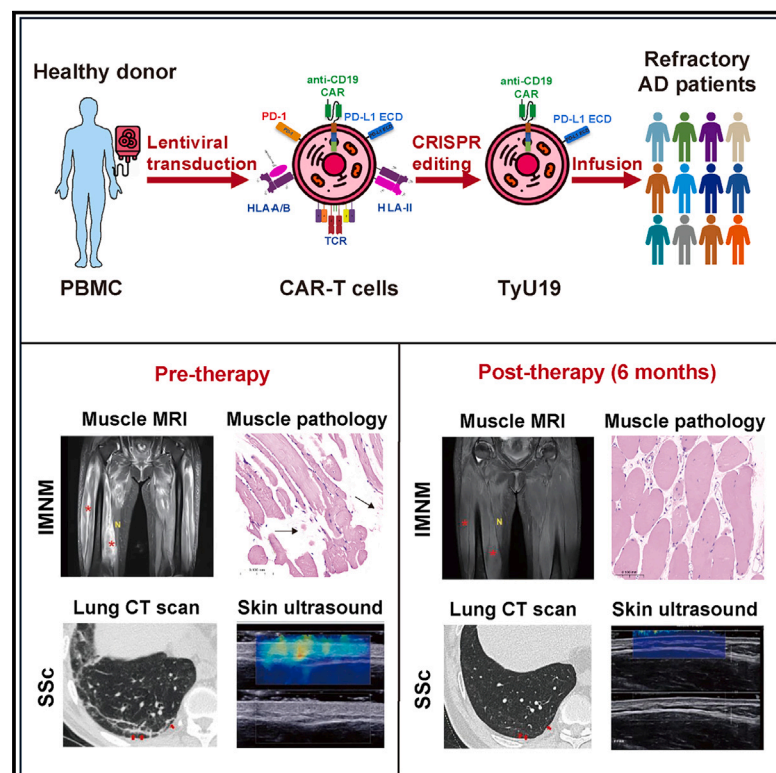 Healthy donor
Refractory
AD patients
anti-CD19
CAR
anti-CD19
CAR
PD-1
PD-L1 ECD
PD-L1 ECD
Lentiviral
transduction
CRISPR
editing
Infusion
HLA-A/B
HLA-II
TCR
PBMC
CAR-T cells
TyU19
Pre-therapy
Post-therapy (6 months)
Muscle MRI
Muscle pathology
Muscle MRI
Muscle pathology
IMNM
N
IMNM
N
Lung CT scan
Skin ultrasound
Lung CT scan
Skin ultrasound
SSc
SSc